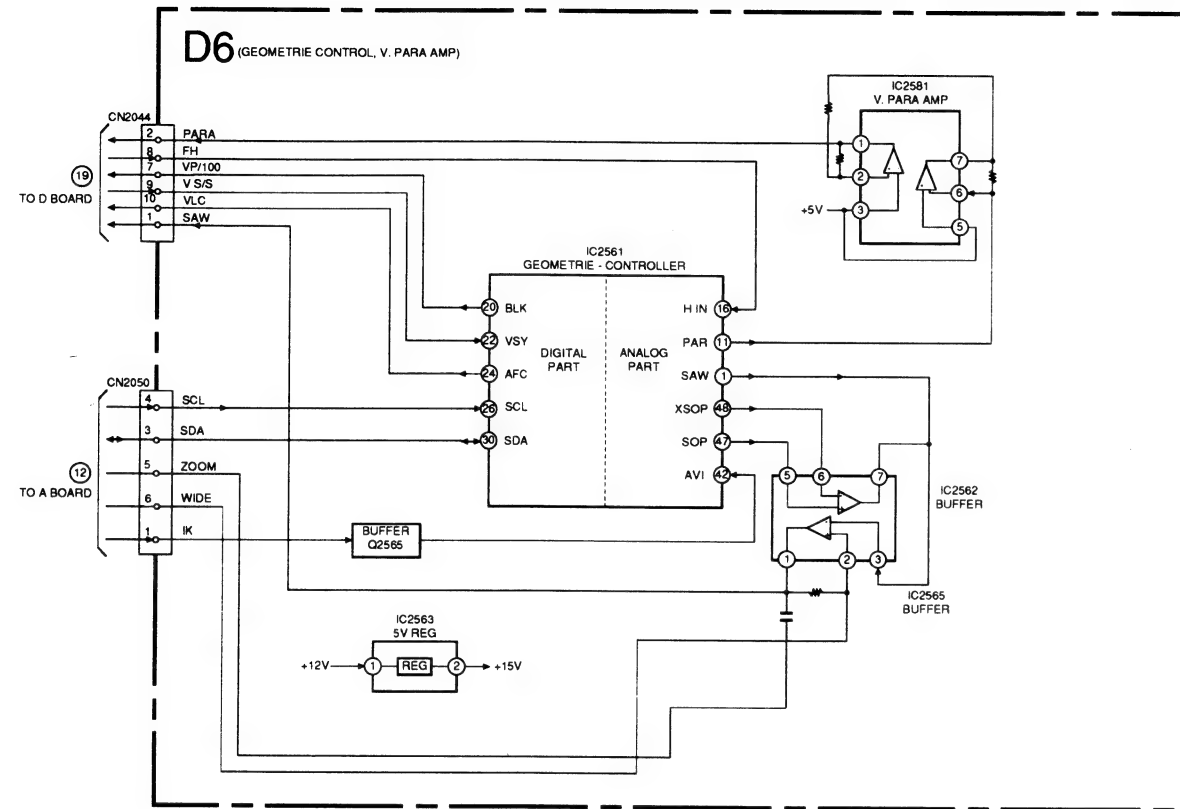 D6 (GEOMETRIE CONTROL, V. PARA AMP)
IC2581
V. PARA AMP
1
2
3
7
6
5
+5V
CN2044
2 PARA
8 FH
7 VP/100
9 V S/S
10 VLC
1 SAW
19
TO D BOARD
IC2561
GEOMETRIE - CONTROLLER
20 BLK
22 VSY
24 AFC
26 SCL
30 SDA
DIGITAL
PART
ANALOG
PART
H IN 16
PAR 11
SAW 1
XSOP 48
SOP 47
AVI 42
CN2050
4 SCL
3 SDA
5 ZOOM
6 WIDE
1 IK
12
TO A BOARD
BUFFER
Q2565
5 6 7
IC2562
BUFFER
1 2 3
IC2565
BUFFER
IC2563
5V REG
+12V 1 REG 2 +15V